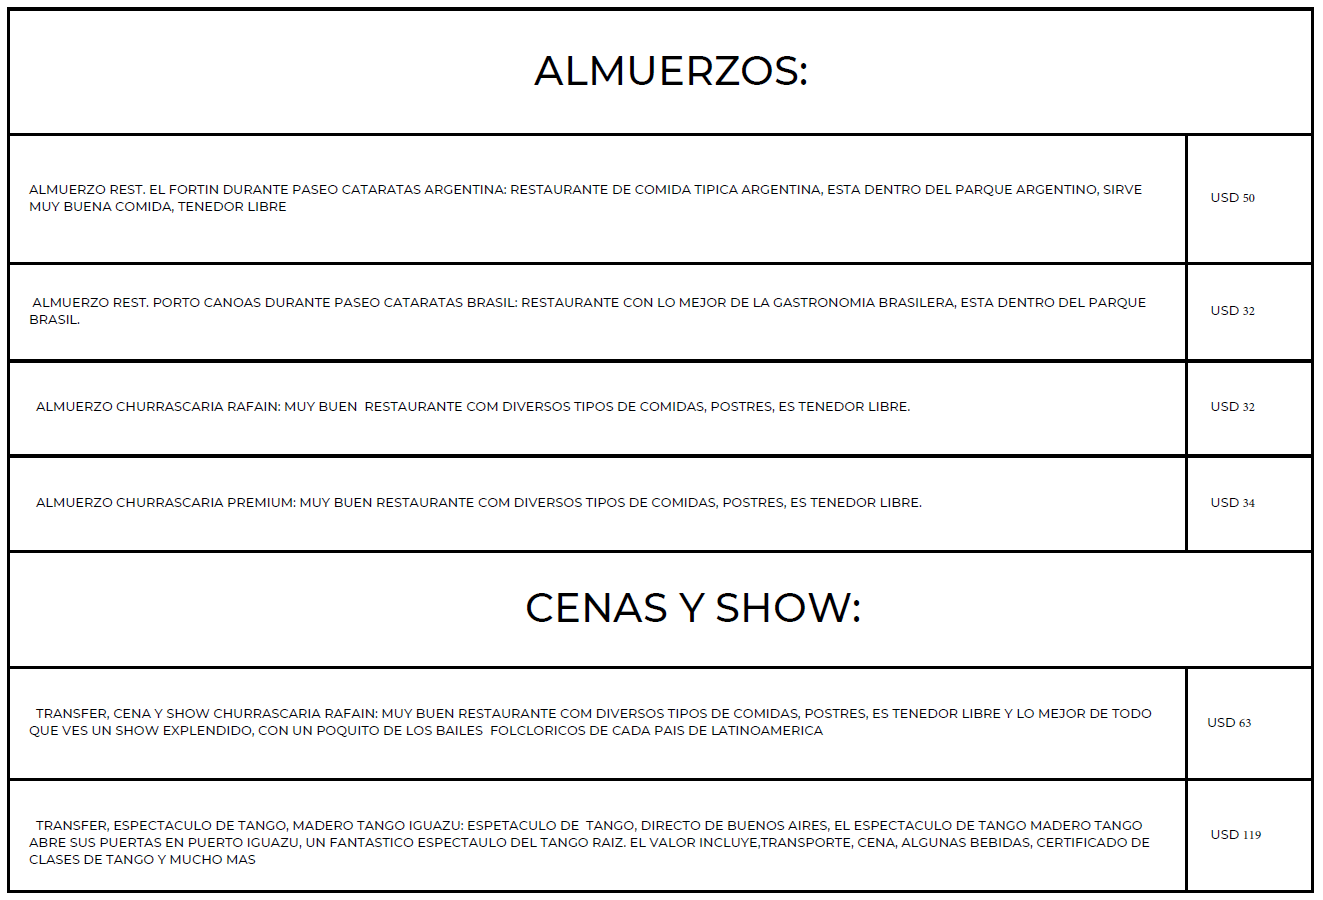 ALMUERZOS:
ALMUERZO REST. EL FORTIN DURANTE PASEO CATARATAS ARGENTINA: RESTAURANTE DE COMIDA TIPICA ARGENTINA, ESTA DENTRO DEL PARQUE ARGENTINO, SIRVE
MUY BUENA COMIDA, TENEDOR LIBRE
USD 50
ALMUERZO REST. PORTO CANOAS DURANTE PASEO CATARATAS BRASIL: RESTAURANTE CON LO MEJOR DE LA GASTRONOMIA BRASILERA, ESTA DENTRO DEL PARQUE
BRASIL.
USD 32
ALMUERZO CHURRASCARIA RAFAIN: MUY BUEN RESTAURANTE COM DIVERSOS TIPOS DE COMIDAS, POSTRES, ES TENEDOR LIBRE.
USD 32
ALMUERZO CHURRASCARIA PREMIUM: MUY BUEN RESTAURANTE COM DIVERSOS TIPOS DE COMIDAS, POSTRES, ES TENEDOR LIBRE.
USD 34
CENAS Y SHOW:
TRANSFER, CENA Y SHOW CHURRASCARIA RAFAIN: MUY BUEN RESTAURANTE COM DIVERSOS TIPOS DE COMIDAS, POSTRES, ES TENEDOR LIBRE Y LO MEJOR DE TODO
QUE VES UN SHOW EXPLENDIDO, CON UN POQUITO DE LOS BAILES FOLCLORICOS DE CADA PAIS DE LATINOAMERICA
USD 63
TRANSFER, ESPECTACULO DE TANGO, MADERO TANGO IGUAZU: ESPETACULO DE TANGO, DIRECTO DE BUENOS AIRES, EL ESPECTACULO DE TANGO MADERO TANGO
ABRE SUS PUERTAS EN PUERTO IGUAZU, UN FANTASTICO ESPECTAULO DEL TANGO RAIZ. EL VALOR INCLUYE,TRANSPORTE, CENA, ALGUNAS BEBIDAS, CERTIFICADO DE
CLASES DE TANGO Y MUCHO MAS
USD 119